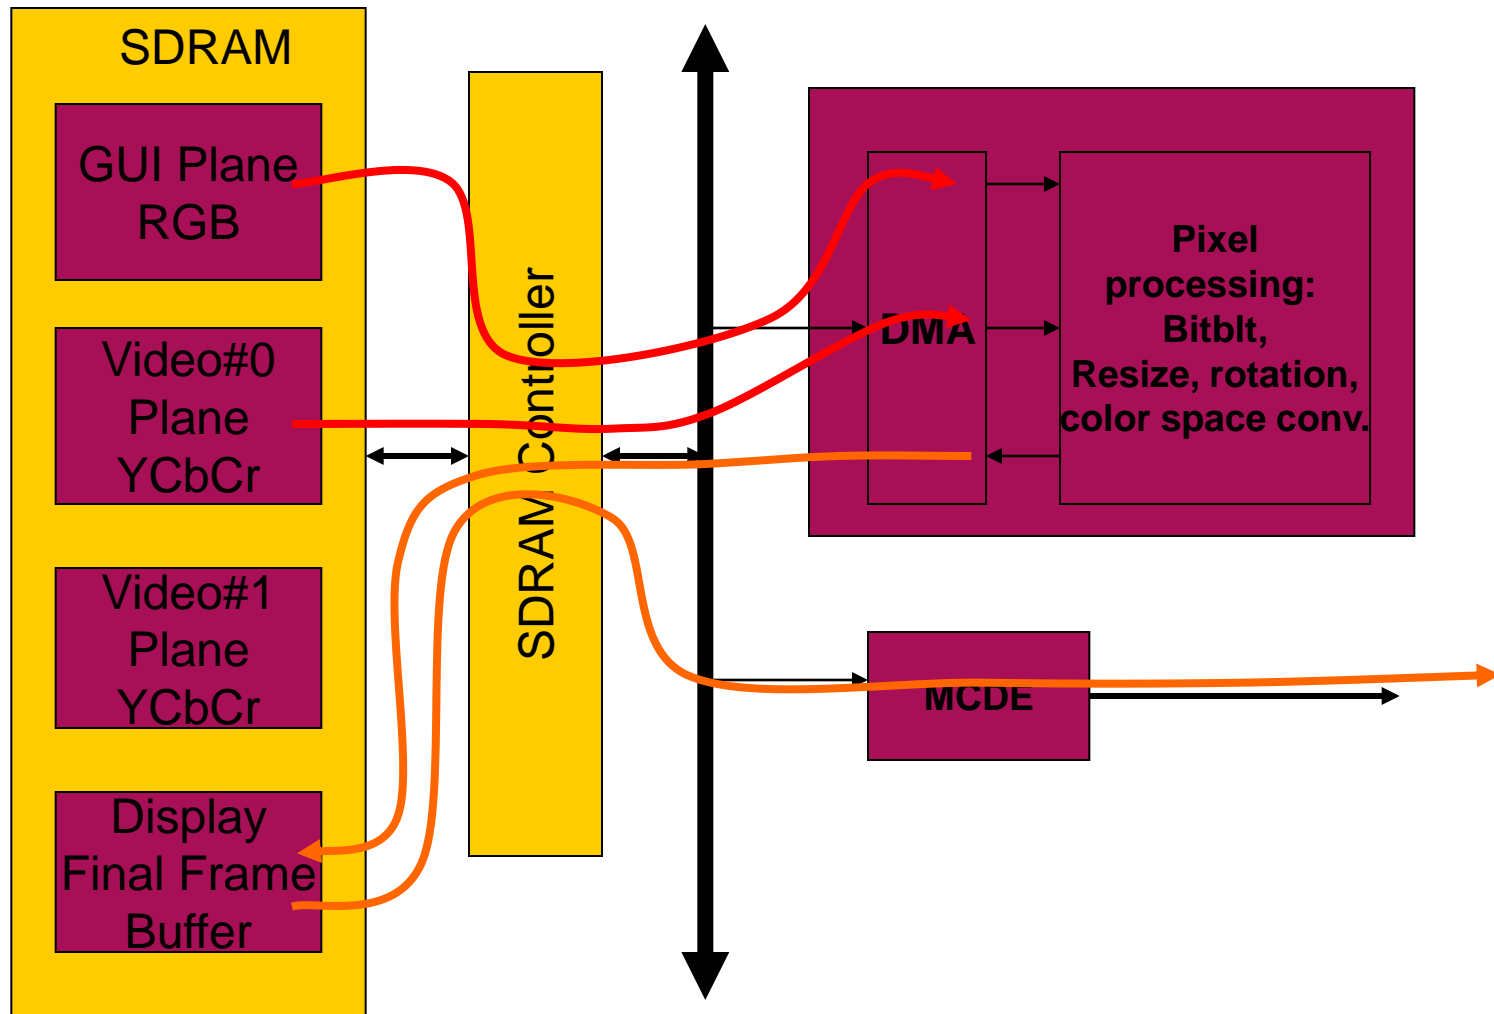 SDRAM
GUI Plane
RGB
Video#0
Plane
YCbCr
Video#1
Plane
YCbCr
Display
Final Frame
Buffer
SDRAM Controller
DMA
Pixel
processing:
Bitblt,
Resize, rotation,
color space conv.
MCDE